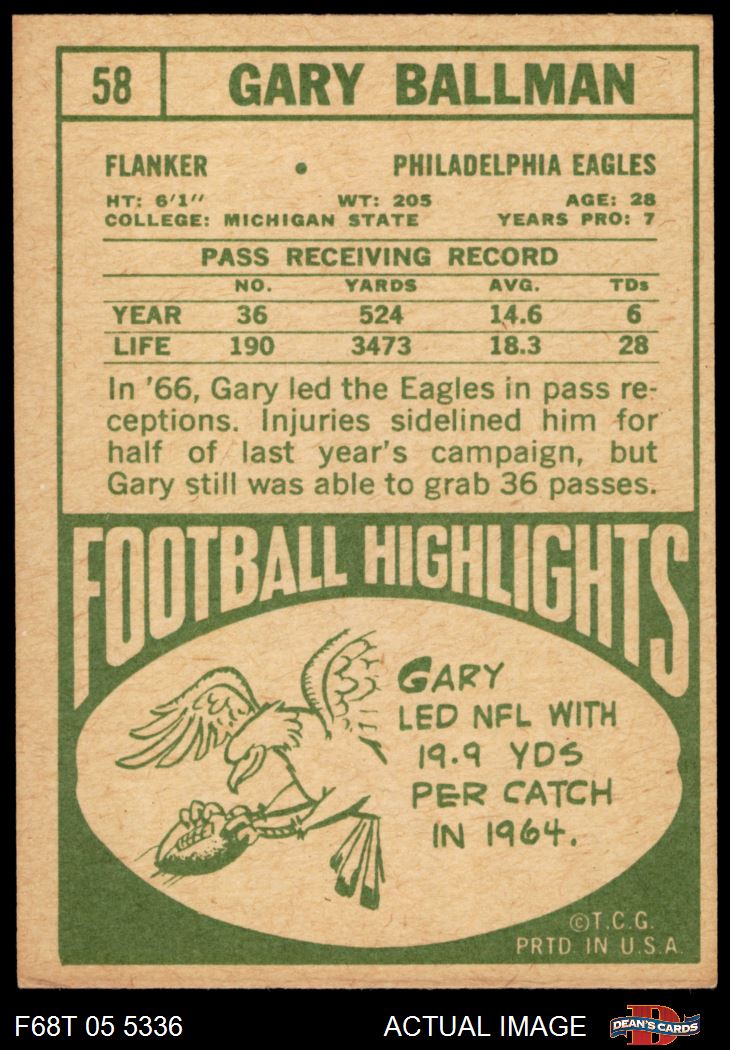 58 GARY BALLMAN
FLANKER • PHILADELPHIA EAGLES
HT: 6'1" WT: 205 AGE: 28
COLLEGE: MICHIGAN STATE YEARS PRO: 7
PASS RECEIVING RECORD
NO. YARDS AVG. TDs
YEAR 36 524 14.6 6
LIFE 190 3473 18.3 28
In '66, Gary led the Eagles in pass re-
ceptions. Injuries sidelined him for
half of last year's campaign, but
Gary still was able to grab 36 passes.
FOOTBALL HIGHLIGHTS
GARY
LED NFL WITH
19.9 YDS
PER CATCH
IN 1964.
©T.C.G.
PRTD. IN U.S.A.
F68T 05 5336 ACTUAL IMAGE D DEAN'S CARDS